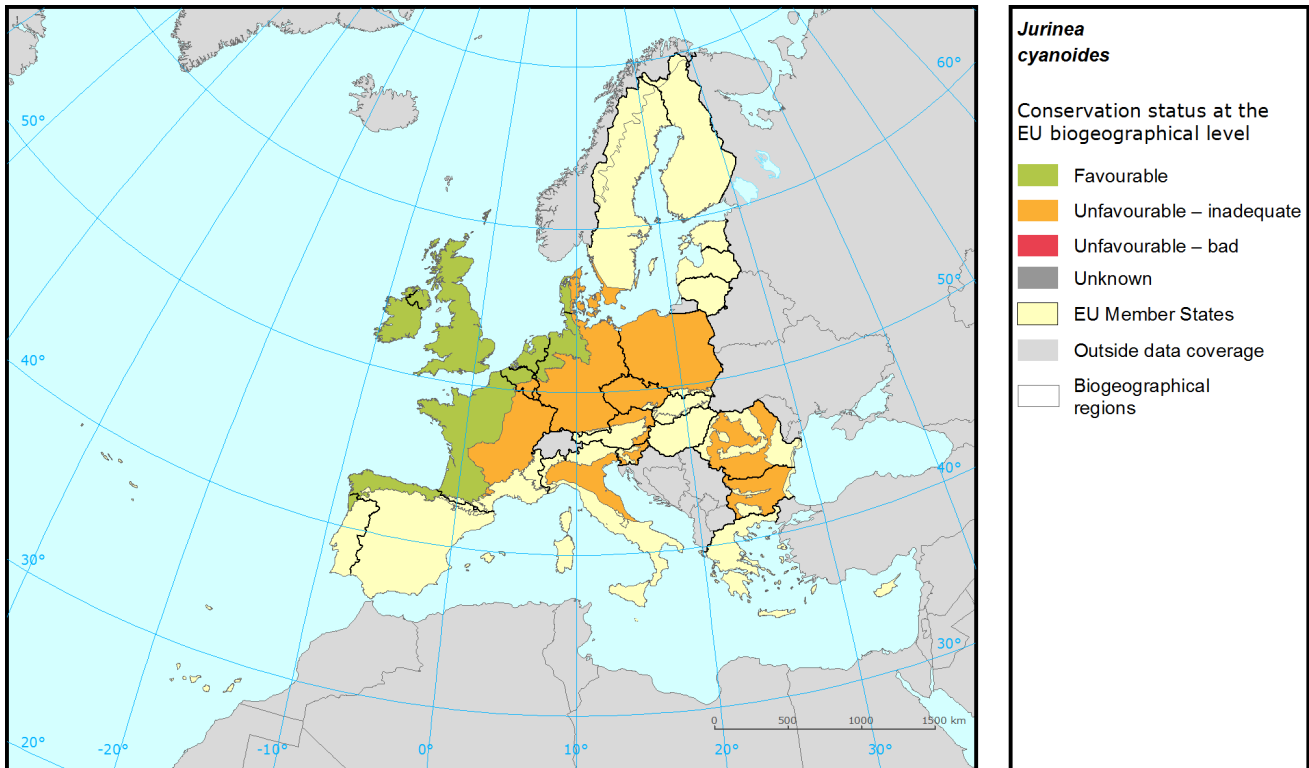 Jurinea
cyanoides
Conservation status at the
EU biogeographical level
Favourable
Unfavourable – inadequate
Unfavourable – bad
Unknown
EU Member States
Outside data coverage
Biogeographical
regions
60°
50°
50°
40°
40°
30°
30°
20°
-20°
-10°
0°
10°
20°
30°
0 500 1000 1500 km